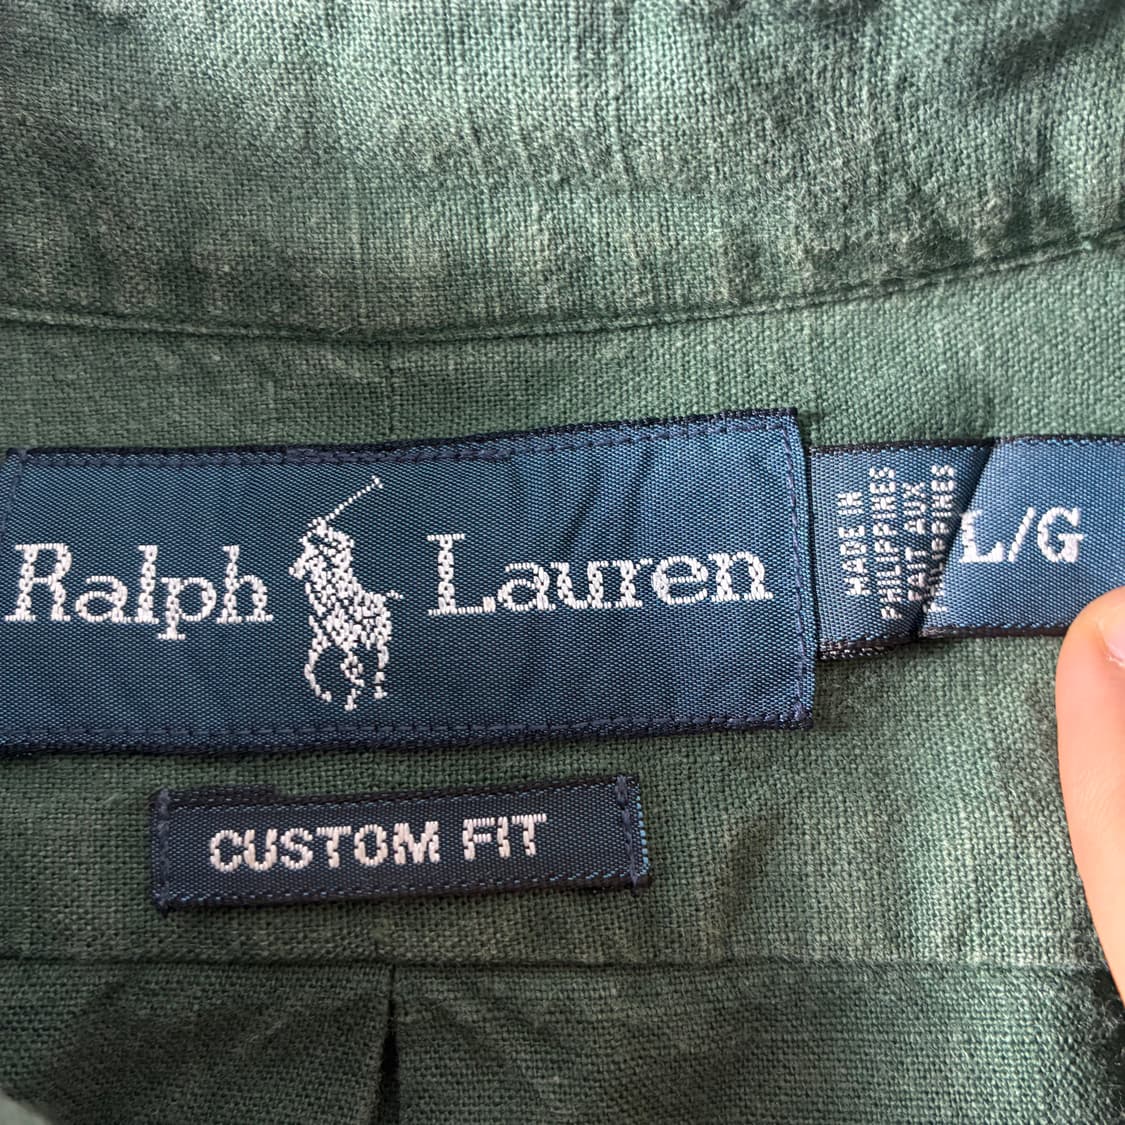 Ralph Lauren
MADE IN
PHILIPPINES
FAIT AUX
PHILIPPINES
L/G
CUSTOM FIT